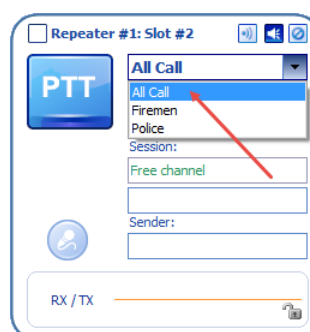 Repeater #1: Slot #2
PTT
All Call
All Call
Firemen
Police
Session:
Free channel
Sender:
RX / TX